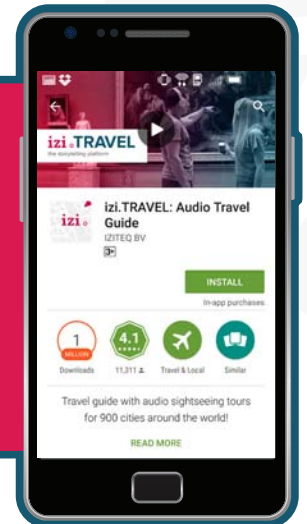 izi.TRAVEL
the storytelling platform
izi.
izi.TRAVEL: Audio Travel
Guide
IZITEQ BV
3+
INSTALL
In-app purchases
1
MILLION
4.1
Downloads
11,311
Travel & Local
Similar
Travel guide with audio sightseeing tours
for 900 cities around the world!
READ MORE